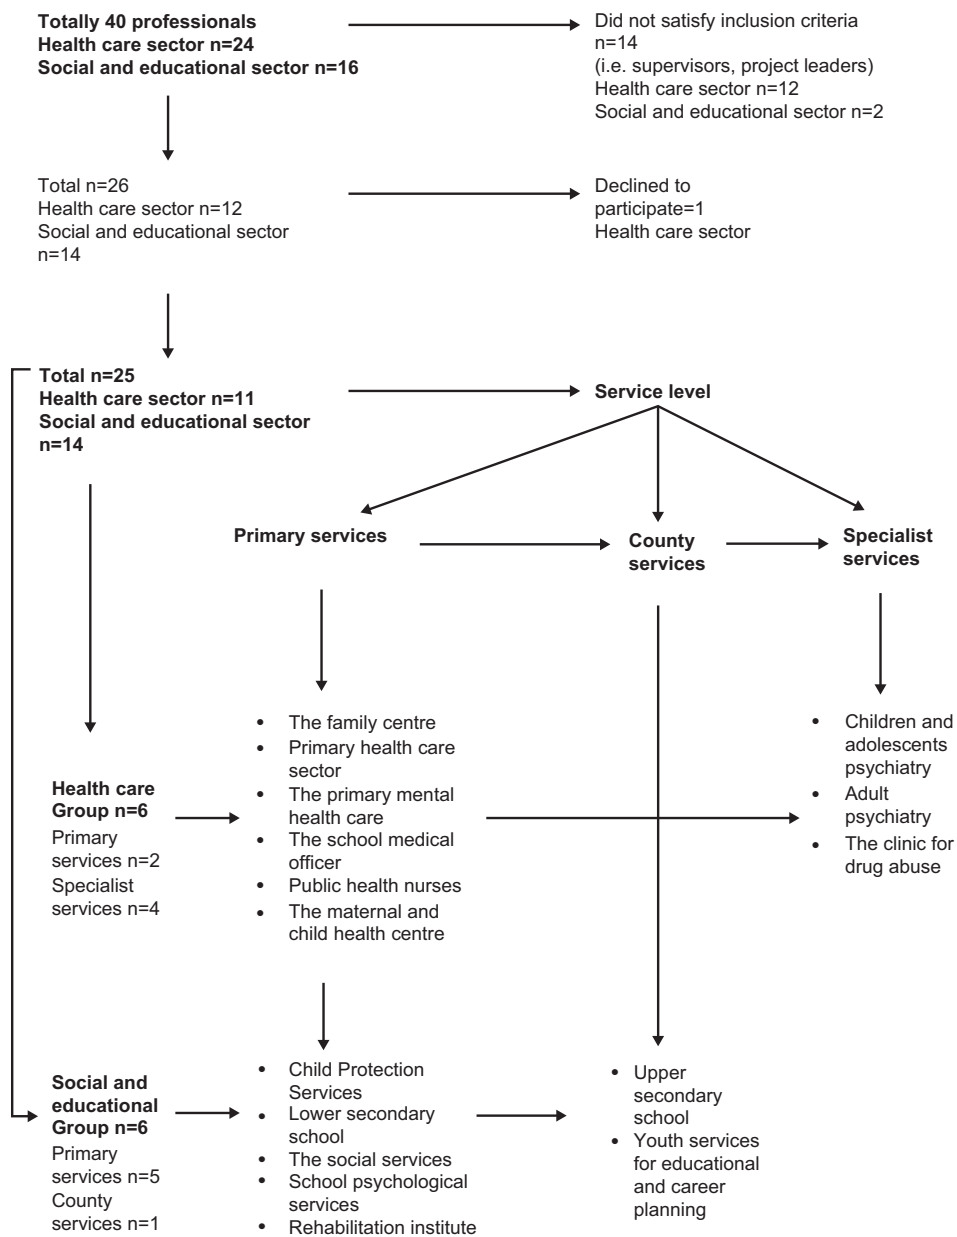 Totally 40 professionals
Health care sector n=24
Social and educational sector n=16
Did not satisfy inclusion criteria
n=14
(i.e. supervisors, project leaders)
Health care sector n=12
Social and educational sector n=2
Total n=26
Health care sector n=12
Social and educational sector
n=14
Declined to
participate=1
Health care sector
Total n=25
Health care sector n=11
Social and educational sector
n=14
Service level
Primary services
County
services
Specialist
services
Health care
Group n=6
Primary
services n=2
Specialist
services n=4
• The family centre
• Primary health care
sector
• The primary mental
health care
• The school medical
officer
• Public health nurses
• The maternal and
child health centre
• Children and
adolescents
psychiatry
• Adult
psychiatry
• The clinic for
drug abuse
Social and
educational
Group n=6
Primary
services n=5
County
services n=1
• Child Protection
Services
• Lower secondary
school
• The social services
• School psychological
services
• Rehabilitation institute
• Upper
secondary
school
• Youth services
for educational
and career
planning